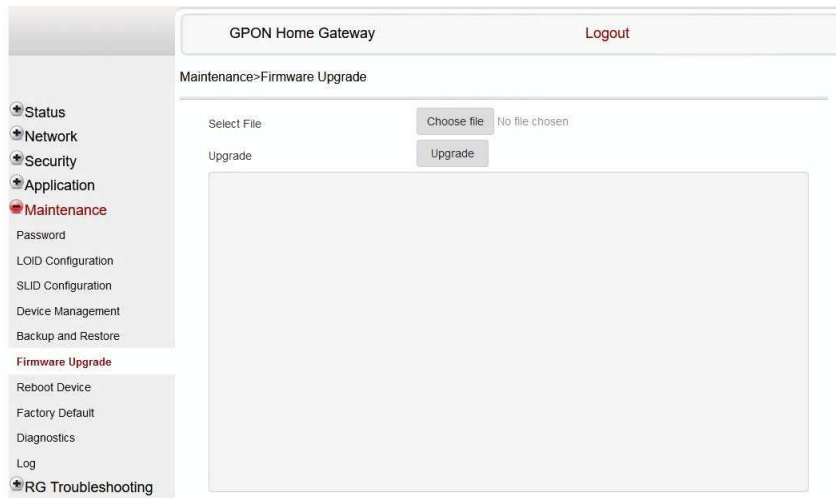 GPON Home Gateway
Logout
Maintenance>Firmware Upgrade
Status
Network
Security
Application
Maintenance
Password
LOID Configuration
SLID Configuration
Device Management
Backup and Restore
Firmware Upgrade
Reboot Device
Factory Default
Diagnostics
Log
RG Troubleshooting
Select File
Choose file No file chosen
Upgrade
Upgrade